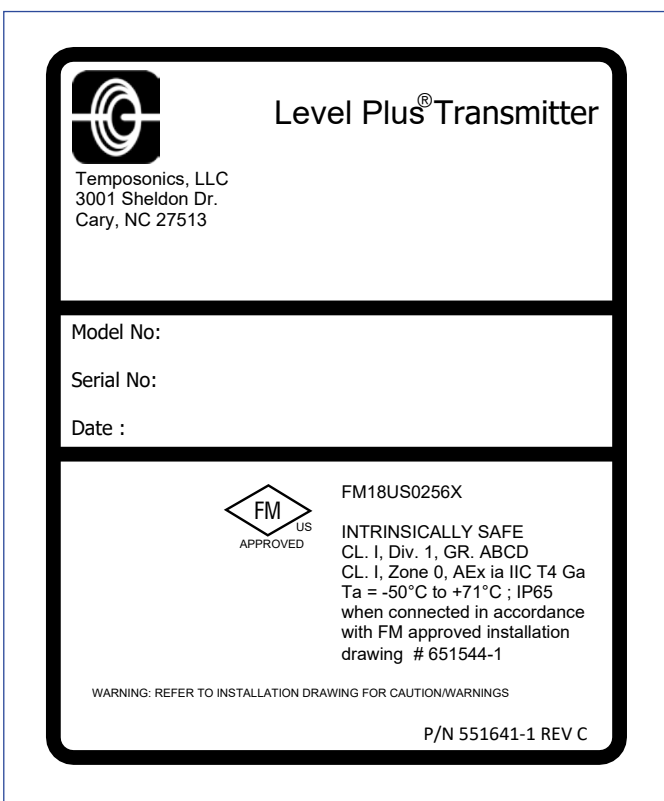 Level Plus® Transmitter
Temposonics, LLC
3001 Sheldon Dr.
Cary, NC 27513
Model No:
Serial No:
Date :
FM
US
APPROVED
FM18US0256X
INTRINSICALLY SAFE
CL. I, Div. 1, GR. ABCD
CL. I, Zone 0, AEx ia IIC T4 Ga
Ta = -50°C to +71°C ; IP65
when connected in accordance
with FM approved installation
drawing # 651544-1
WARNING: REFER TO INSTALLATION DRAWING FOR CAUTION/WARNINGS
P/N 551641-1 REV C